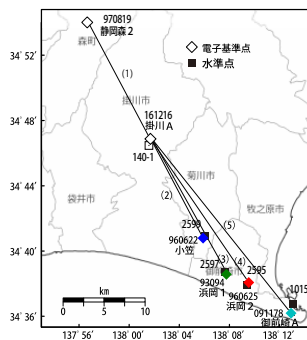 970819
静岡森2
森町
◇ 電子基準点
■ 水準点
34˚ 52'
(1)
掛川市
161216
掛川A
34˚ 48'
140-1
菊川市
34˚ 44'
袋井市
(2)
牧之原市
(5)
2599
34˚ 40'
960622
小笠
(3)
(4)
2597
2595
93094
浜岡1
960625
浜岡2
1015
091178
御前崎A
km
0 5 10
34˚ 36'
137˚ 56' 138˚ 00' 138˚ 04' 138˚ 08' 138˚ 12'